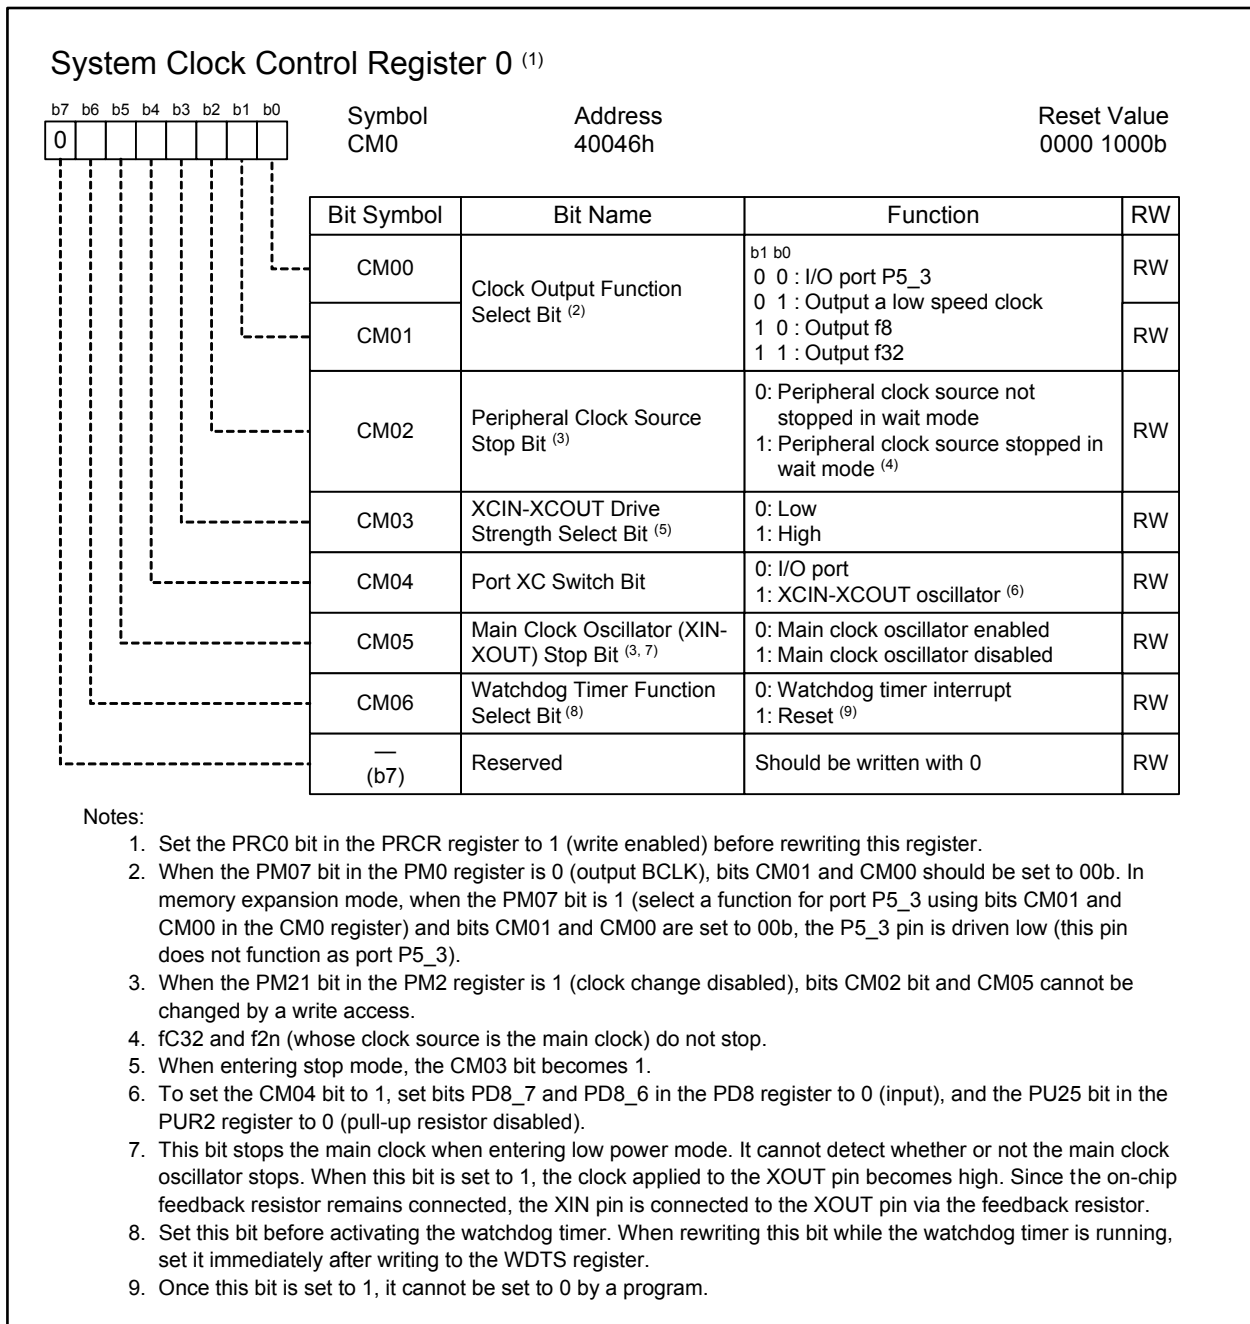 System Clock Control Register 0 (1)
b7 b6 b5 b4 b3 b2 b1 b0
0
Symbol Address Reset Value
CM0 40046h 0000 1000b
Bit Symbol Bit Name Function RW
CM00 Clock Output Function Select Bit (2) b1 b0 RW
0 0 : I/O port P5_3
0 1 : Output a low speed clock
CM01 1 0 : Output f8 RW
1 1 : Output f32
CM02 Peripheral Clock Source Stop Bit (3) 0: Peripheral clock source not RW
stopped in wait mode
1: Peripheral clock source stopped in
wait mode (4)
CM03 XCIN-XCOUT Drive Strength Select Bit (5) 0: Low RW
1: High
CM04 Port XC Switch Bit 0: I/O port RW
1: XCIN-XCOUT oscillator (6)
CM05 Main Clock Oscillator (XIN-XOUT) Stop Bit (3, 7) 0: Main clock oscillator enabled RW
1: Main clock oscillator disabled
CM06 Watchdog Timer Function Select Bit (8) 0: Watchdog timer interrupt RW
1: Reset (9)
— (b7) Reserved Should be written with 0 RW
Notes:
1. Set the PRC0 bit in the PRCR register to 1 (write enabled) before rewriting this register.
2. When the PM07 bit in the PM0 register is 0 (output BCLK), bits CM01 and CM00 should be set to 00b. In
memory expansion mode, when the PM07 bit is 1 (select a function for port P5_3 using bits CM01 and
CM00 in the CM0 register) and bits CM01 and CM00 are set to 00b, the P5_3 pin is driven low (this pin
does not function as port P5_3).
3. When the PM21 bit in the PM2 register is 1 (clock change disabled), bits CM02 bit and CM05 cannot be
changed by a write access.
4. fC32 and f2n (whose clock source is the main clock) do not stop.
5. When entering stop mode, the CM03 bit becomes 1.
6. To set the CM04 bit to 1, set bits PD8_7 and PD8_6 in the PD8 register to 0 (input), and the PU25 bit in the
PUR2 register to 0 (pull-up resistor disabled).
7. This bit stops the main clock when entering low power mode. It cannot detect whether or not the main clock
oscillator stops. When this bit is set to 1, the clock applied to the XOUT pin becomes high. Since the on-chip
feedback resistor remains connected, the XIN pin is connected to the XOUT pin via the feedback resistor.
8. Set this bit before activating the watchdog timer. When rewriting this bit while the watchdog timer is running,
set it immediately after writing to the WDTS register.
9. Once this bit is set to 1, it cannot be set to 0 by a program.